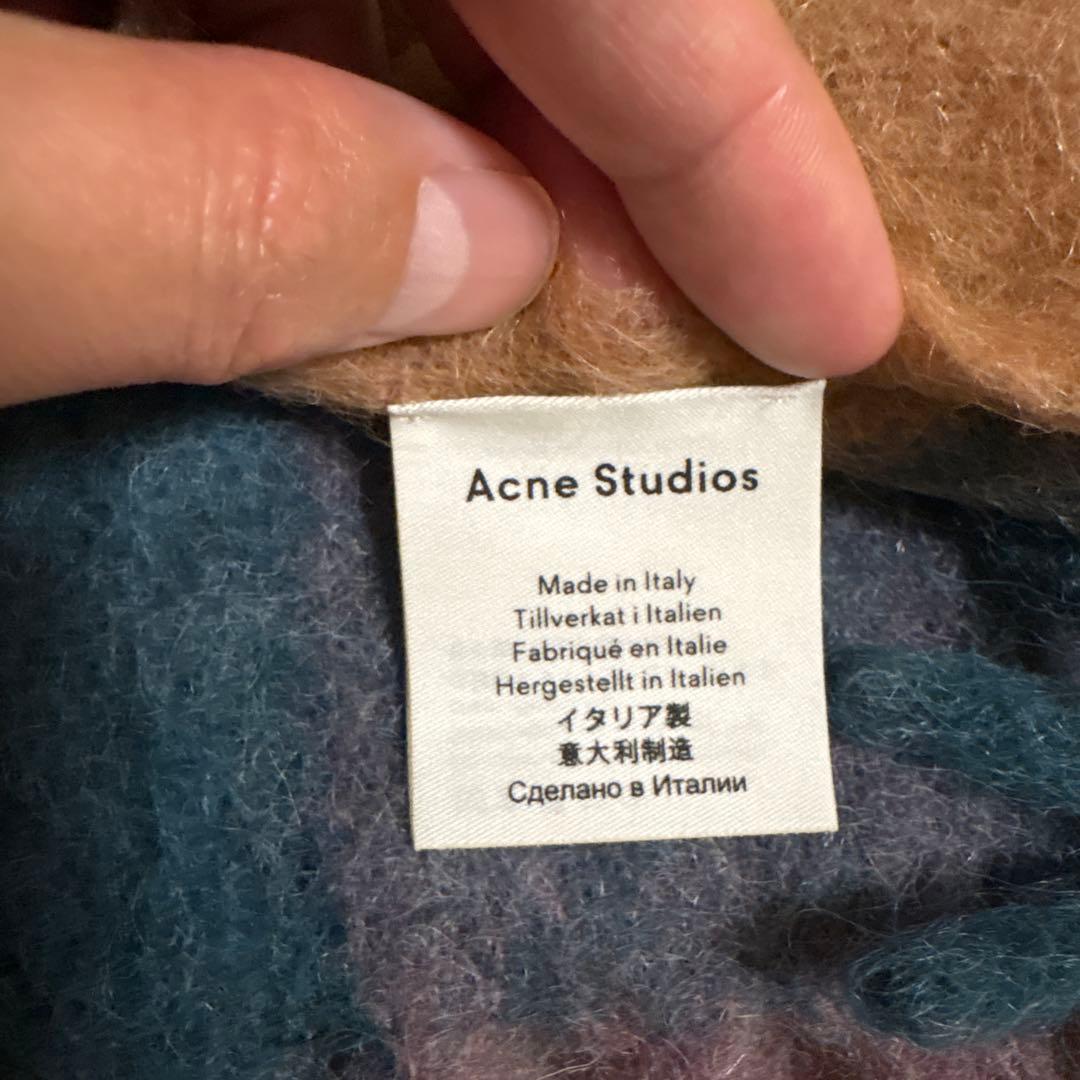 Acne Studios
Made in Italy
Tillverkat i Italien
Fabriqué en Italie
Hergestellt in Italien
イタリア製
意大利制造
Сделано в Италии